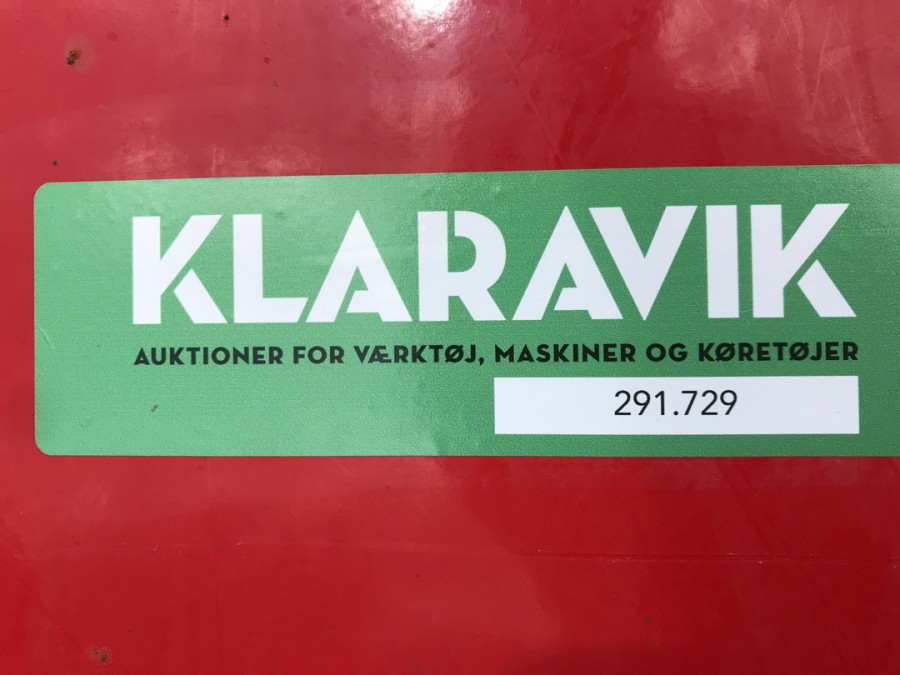 KLARAVIK
AUKTIONER FOR VÆRKTØJ, MASKINER OG KØRETØJER
291.729